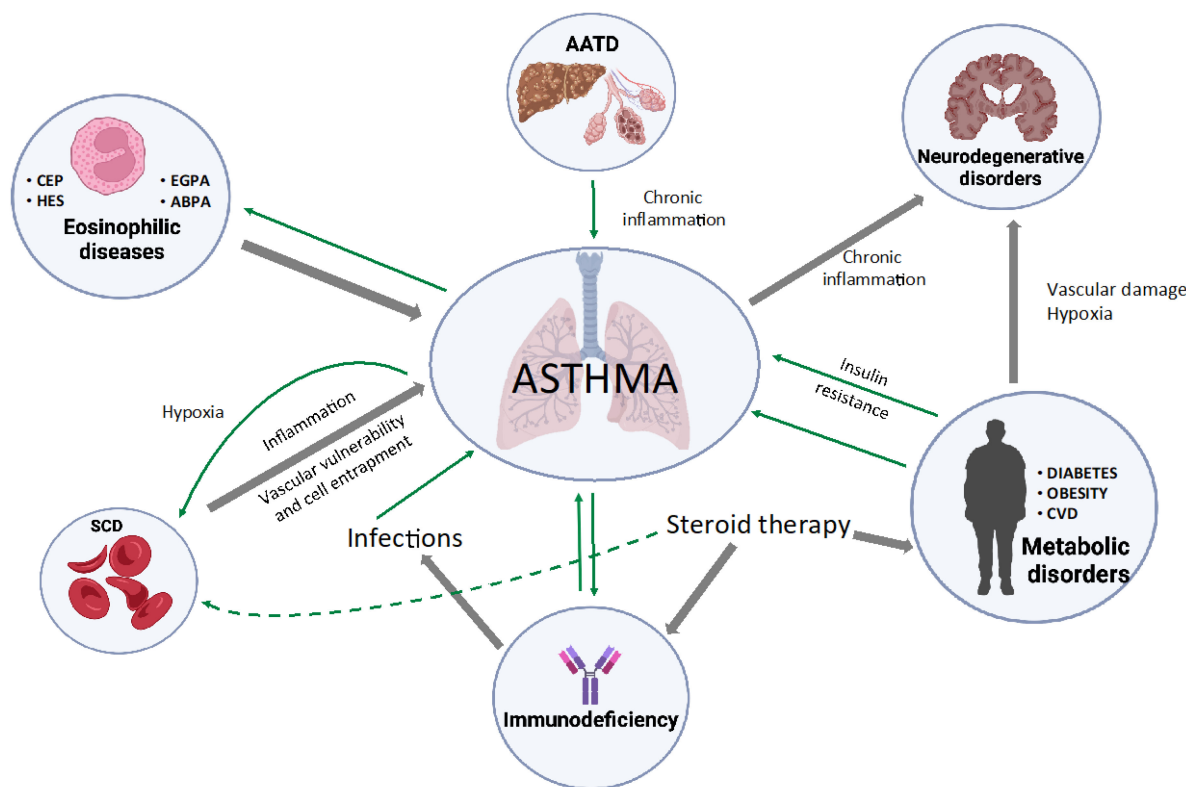 AATD
Chronic
inflammation
Neurodegenerative
disorders
• CEP
• HES
• EGPA
• ABPA
Eosinophilic
diseases
Chronic
inflammation
Vascular damage
Hypoxia
ASTHMA
Insulin
resistance
Hypoxia
Inflammation
Vascular vulnerability
and cell entrapment
• DIABETES
• OBESITY
• CVD
Metabolic
disorders
SCD
Infections
Steroid therapy
Immunodeficiency